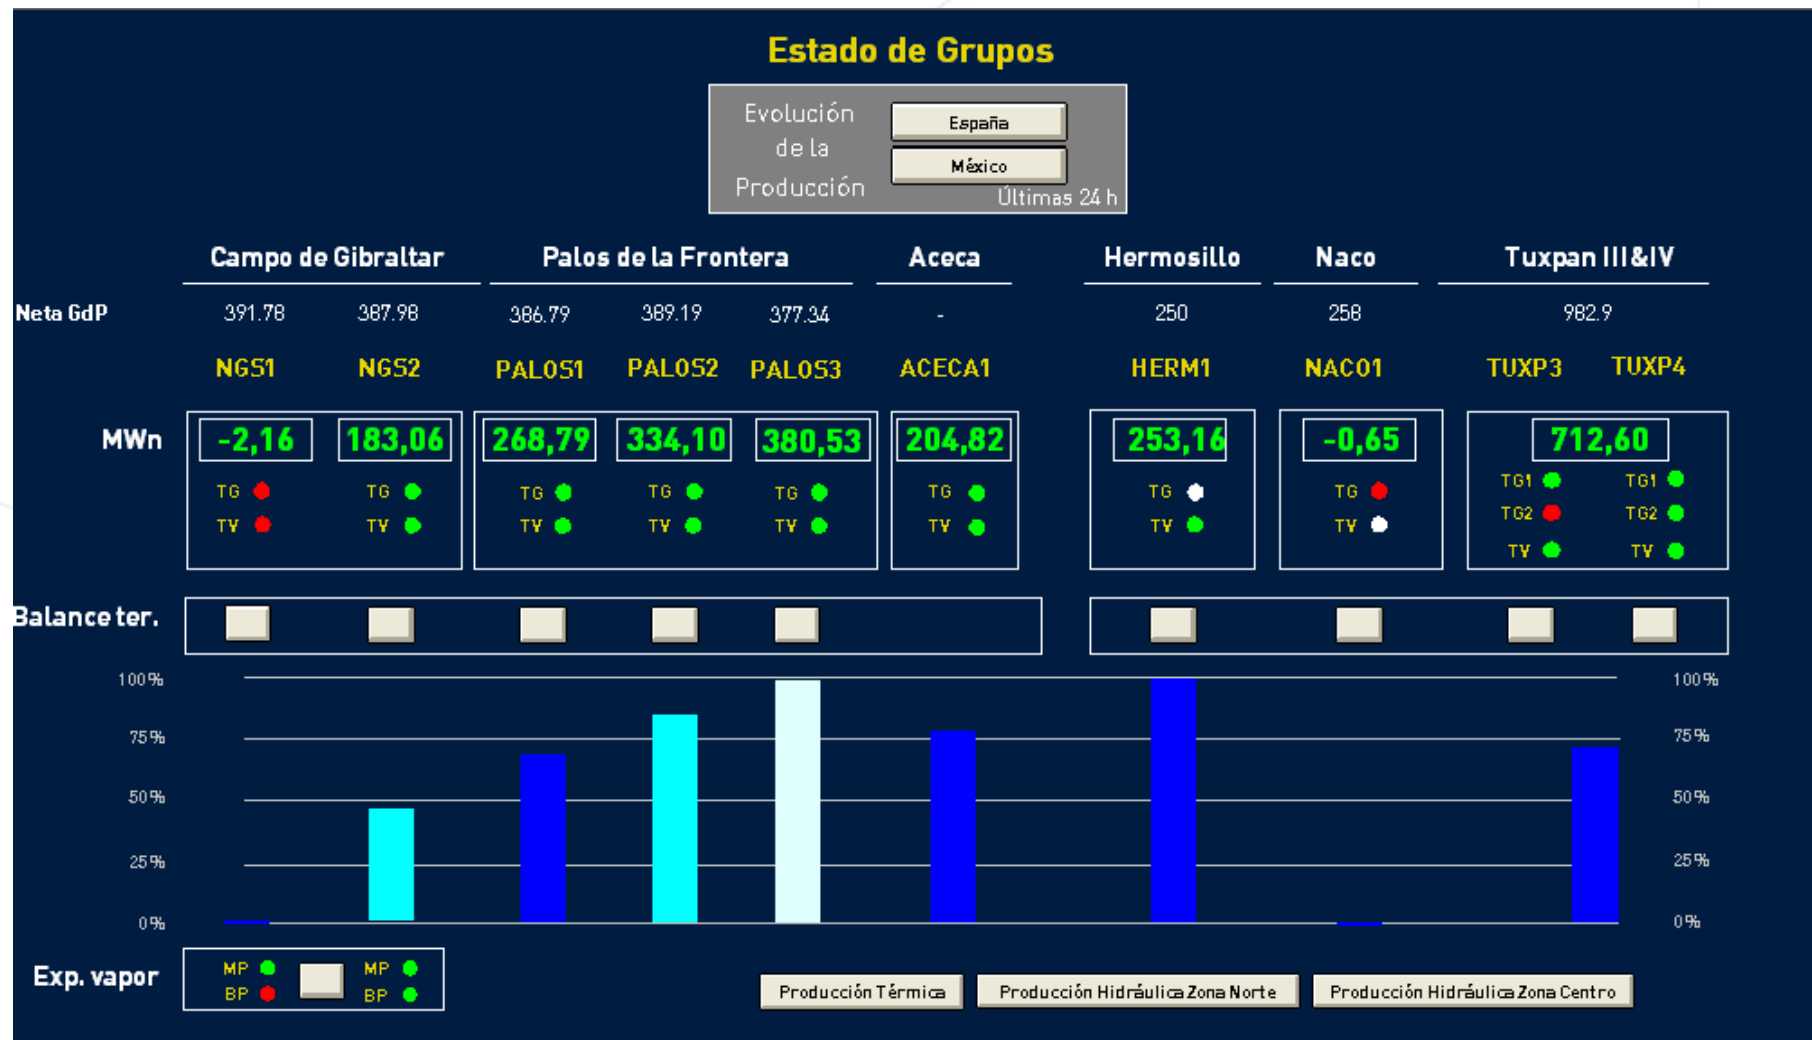 Estado de Grupos
Evolución
de la
Producción
España
México
Últimas 24 h
Campo de Gibraltar Palos de la Frontera Aceca Hermosillo Naco Tuxpan III&IV
Neta GdP 391.78 387.98 386.79 389.19 377.34 - 250 258 982.9
NGS1 NGS2 PALOS1 PALOS2 PALOS3 ACECA1 HERM1 NACO1 TUXP3 TUXP4
MWn -2,16 183,06 268,79 334,10 380,53 204,82 253,16 -0,65 712,60
TG TG TG TG TG TG TG TG TG1 TG1
TV TV TV TV TV TV TV TV TG2 TG2
TV TV
Balance ter.
100% 100%
75% 75%
50% 50%
25% 25%
0% 0%
Exp. vapor
MP MP
BP BP
Producción Térmica Producción Hidráulica Zona Norte Producción Hidráulica Zona Centro